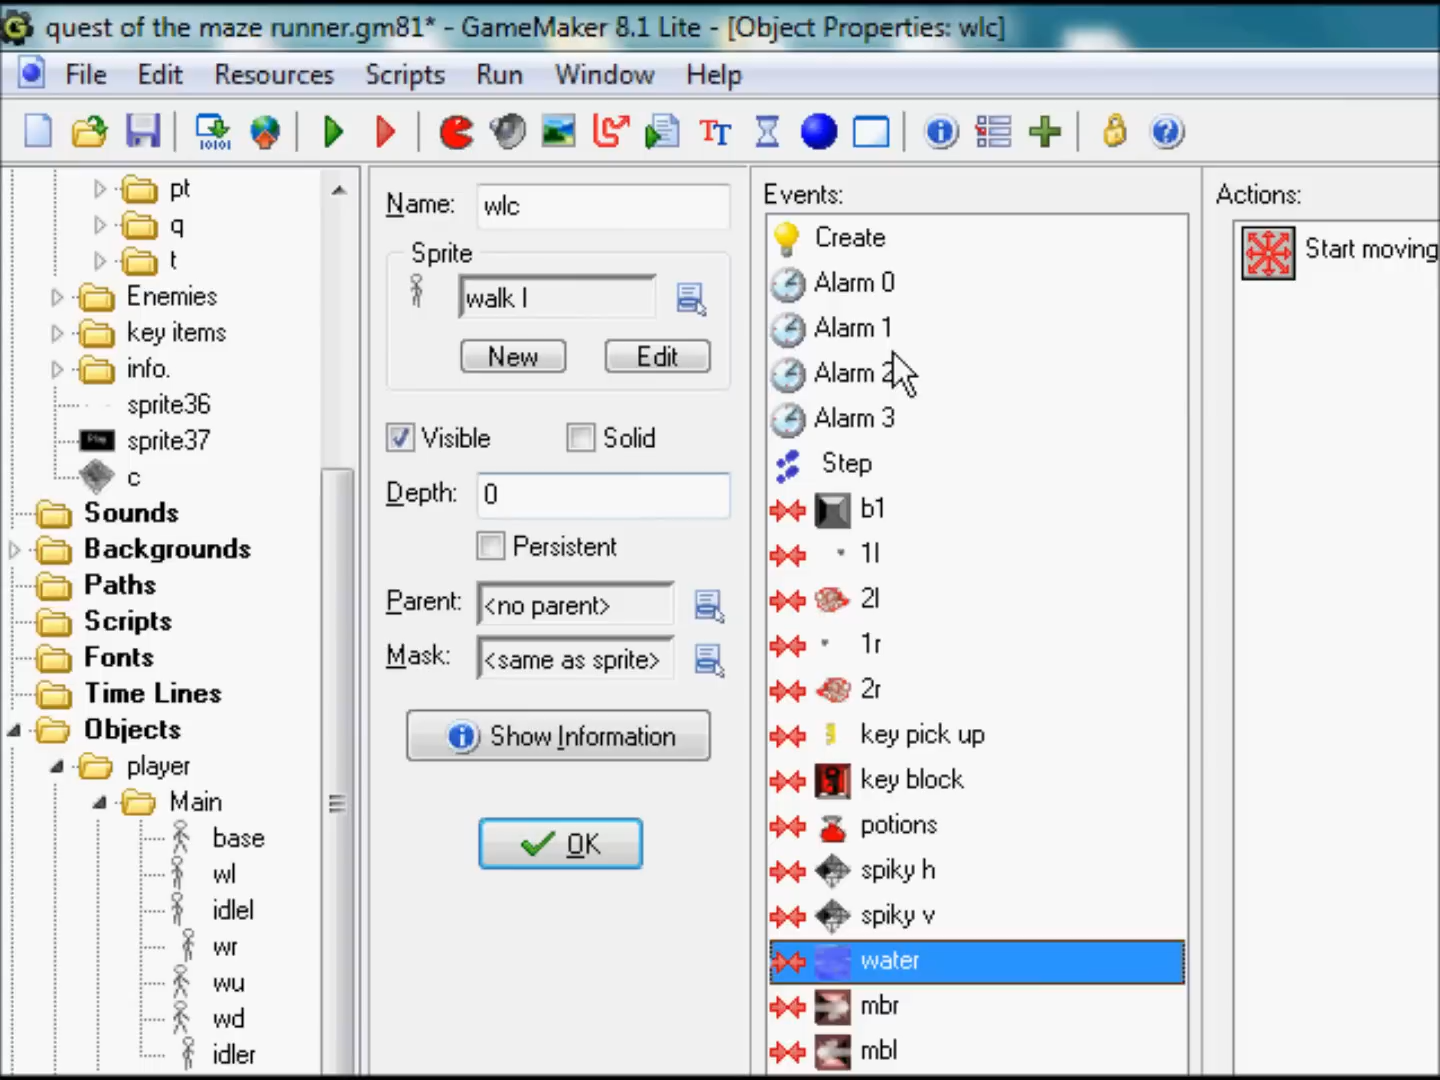 quest of the maze runner.gm81* - GameMaker 8.1 Lite - [Object Properties: wlc]
File Edit Resources Scripts Run Window Help
pt
q
t
Enemies
key items
info.
sprite36
sprite37
c
Sounds
Backgrounds
Paths
Scripts
Fonts
Time Lines
Objects
player
Main
base
wl
idlel
wr
wu
wd
idler
Name: wlc
Sprite
walk l
New Edit
Visible Solid
Depth: 0
Persistent
Parent: <no parent>
Mask: <same as sprite>
Show Information
OK
Events:
Create
Alarm 0
Alarm 1
Alarm 2
Alarm 3
Step
b1
1l
2l
1r
2r
key pick up
key block
potions
spiky h
spiky v
water
mbr
mbl
Actions:
Start moving